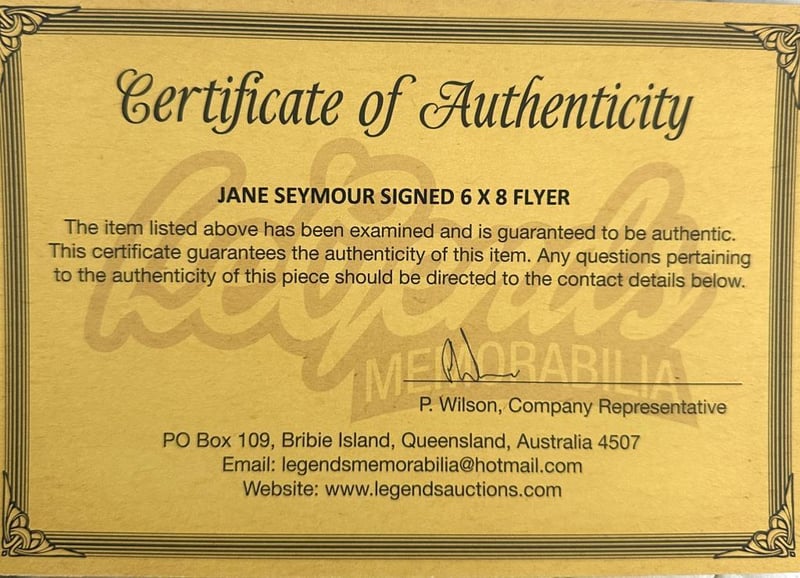 Certificate of Authenticity
JANE SEYMOUR SIGNED 6 X 8 FLYER
The item listed above has been examined and is guaranteed to be authentic.
This certificate guarantees the authenticity of this item. Any questions pertaining
to the authenticity of this piece should be directed to the contact details below.
Legends
MEMORABILIA
P. Wilson, Company Representative
PO Box 109, Bribie Island, Queensland, Australia 4507
Email: legendsmemorabilia@hotmail.com
Website: www.legendsauctions.com